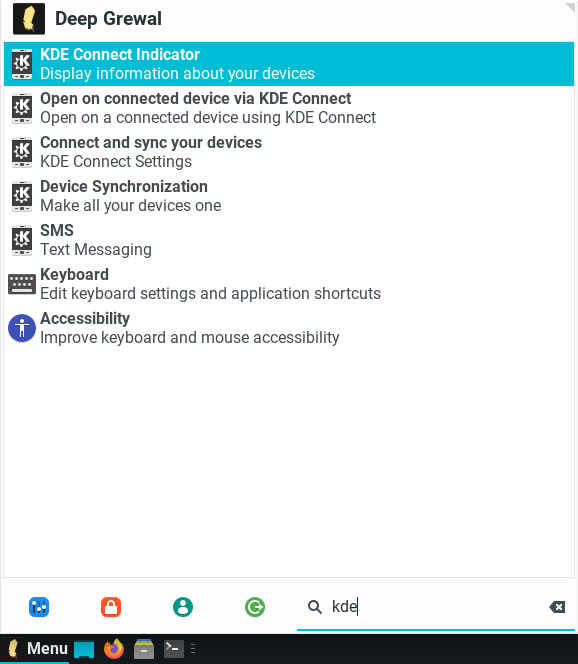 Deep Grewal
KDE Connect Indicator
Display information about your devices
Open on connected device via KDE Connect
Open on a connected device using KDE Connect
Connect and sync your devices
KDE Connect Settings
Device Synchronization
Make all your devices one
SMS
Text Messaging
Keyboard
Edit keyboard settings and application shortcuts
Accessibility
Improve keyboard and mouse accessibility
kde
Menu